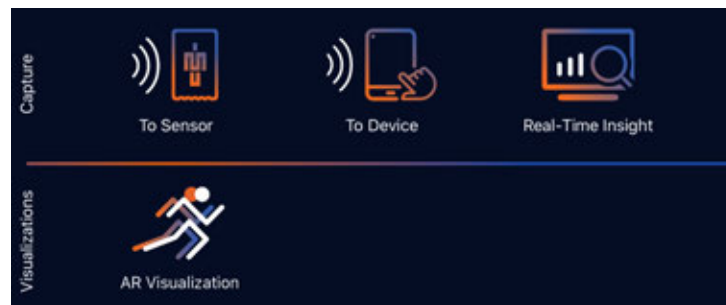 Capture
To Sensor
To Device
Real-Time Insight
Visualizations
AR Visualization